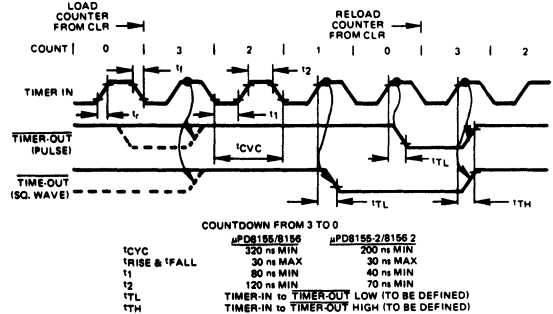 LOAD
COUNTER
FROM CLR
RELOAD
COUNTER
FROM CLR
COUNT | 0 | 3 | 2 | 1 | 0 | 3 | 2
TIMER IN
tf
t2
tr
t1
TIMER-OUT
(PULSE)
tCYC
tTL
TIME-OUT
(SQ. WAVE)
tTL
tTH
COUNTDOWN FROM 3 TO 0
µPD8155/8156 µPD8155-2/8156 2
tCYC 320 ns MIN 200 ns MIN
tRISE & tFALL 30 ns MAX 30 ns MAX
t1 80 ns MIN 40 ns MIN
t2 120 ns MIN 70 ns MIN
tTL TIMER-IN to TIMER-OUT LOW (TO BE DEFINED)
tTH TIMER-IN to TIMER-OUT HIGH (TO BE DEFINED)